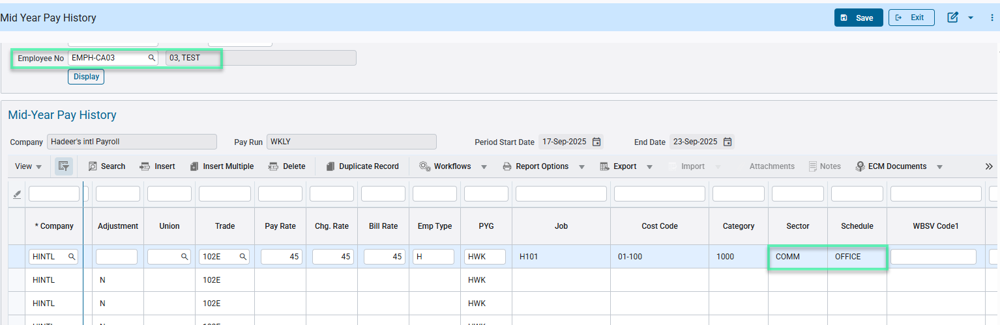 Mid Year Pay History Save Exit
Employee No EMPH-CA03 03, TEST
Display
Mid-Year Pay History
Company Hadeer's intl Payroll Pay Run WKLY Period Start Date 17-Sep-2025 End Date 23-Sep-2025
View Search Insert Insert Multiple Delete Duplicate Record Workflows Report Options Export Import Attachments Notes ECM Documents
* Company Adjustment Union Trade Pay Rate Chg. Rate Bill Rate Emp Type PYG Job Cost Code Category Sector Schedule WBSV Code1
HINTL 102E 45 45 45 H HWK H101 01-100 1000 COMM OFFICE
HINTL N 102E HWK
HINTL N 102E HWK